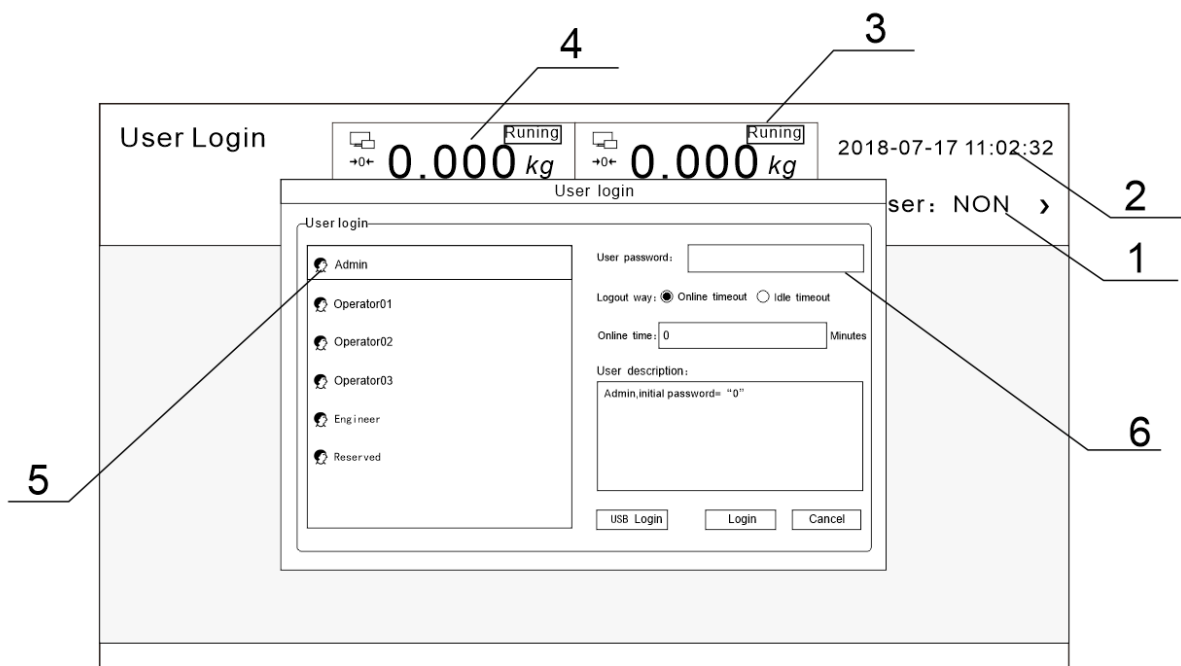 4
3
User Login
Runing
Runing
→0← 0.000 kg
→0← 0.000 kg
2018-07-17 11:02:32
User login
ser: NON ›
2
1
User login
Admin
Operator01
Operator02
Operator03
Engineer
Reserved
User password:
Logout way: Online timeout Idle timeout
Online time: 0 Minutes
User description:
Admin,initial password= “0”
USB Login Login Cancel
5
6